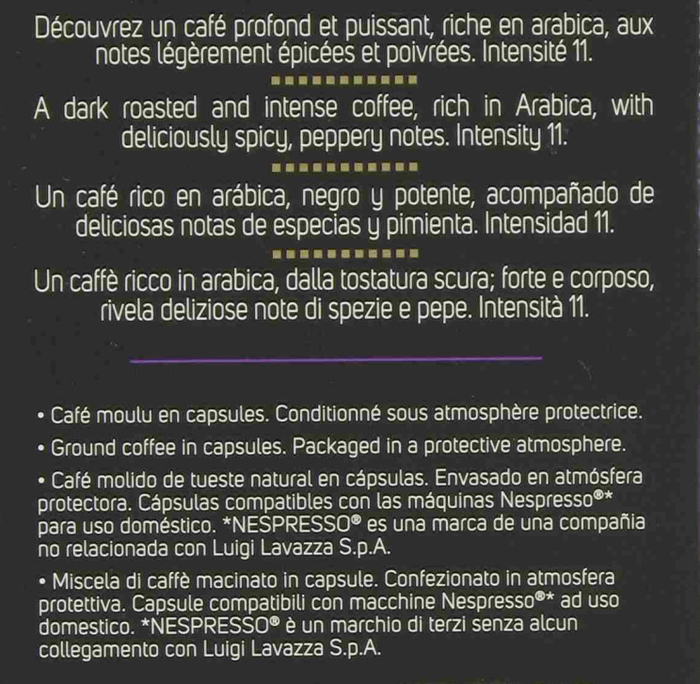 Découvrez un café profond et puissant, riche en arabica, aux
notes légèrement épicées et poivrées. Intensité 11.
A dark roasted and intense coffee, rich in Arabica, with
deliciously spicy, peppery notes. Intensity 11.
Un café rico en arábica, negro y potente, acompañado de
deliciosas notas de especias y pimienta. Intensidad 11.
Un caffè ricco in arabica, dalla tostatura scura; forte e corposo,
rivela deliziose note di spezie e pepe. Intensità 11.
• Café moulu en capsules. Conditionné sous atmosphère protectrice.
• Ground coffee in capsules. Packaged in a protective atmosphere.
• Café molido de tueste natural en cápsulas. Envasado en atmósfera
protectora. Cápsulas compatibles con las máquinas Nespresso®*
para uso doméstico. *NESPRESSO® es una marca de una compañia
no relacionada con Luigi Lavazza S.p.A.
• Miscela di caffè macinato in capsule. Confezionato in atmosfera
protettiva. Capsule compatibili con macchine Nespresso®* ad uso
domestico. *NESPRESSO® è un marchio di terzi senza alcun
collegamento con Luigi Lavazza S.p.A.